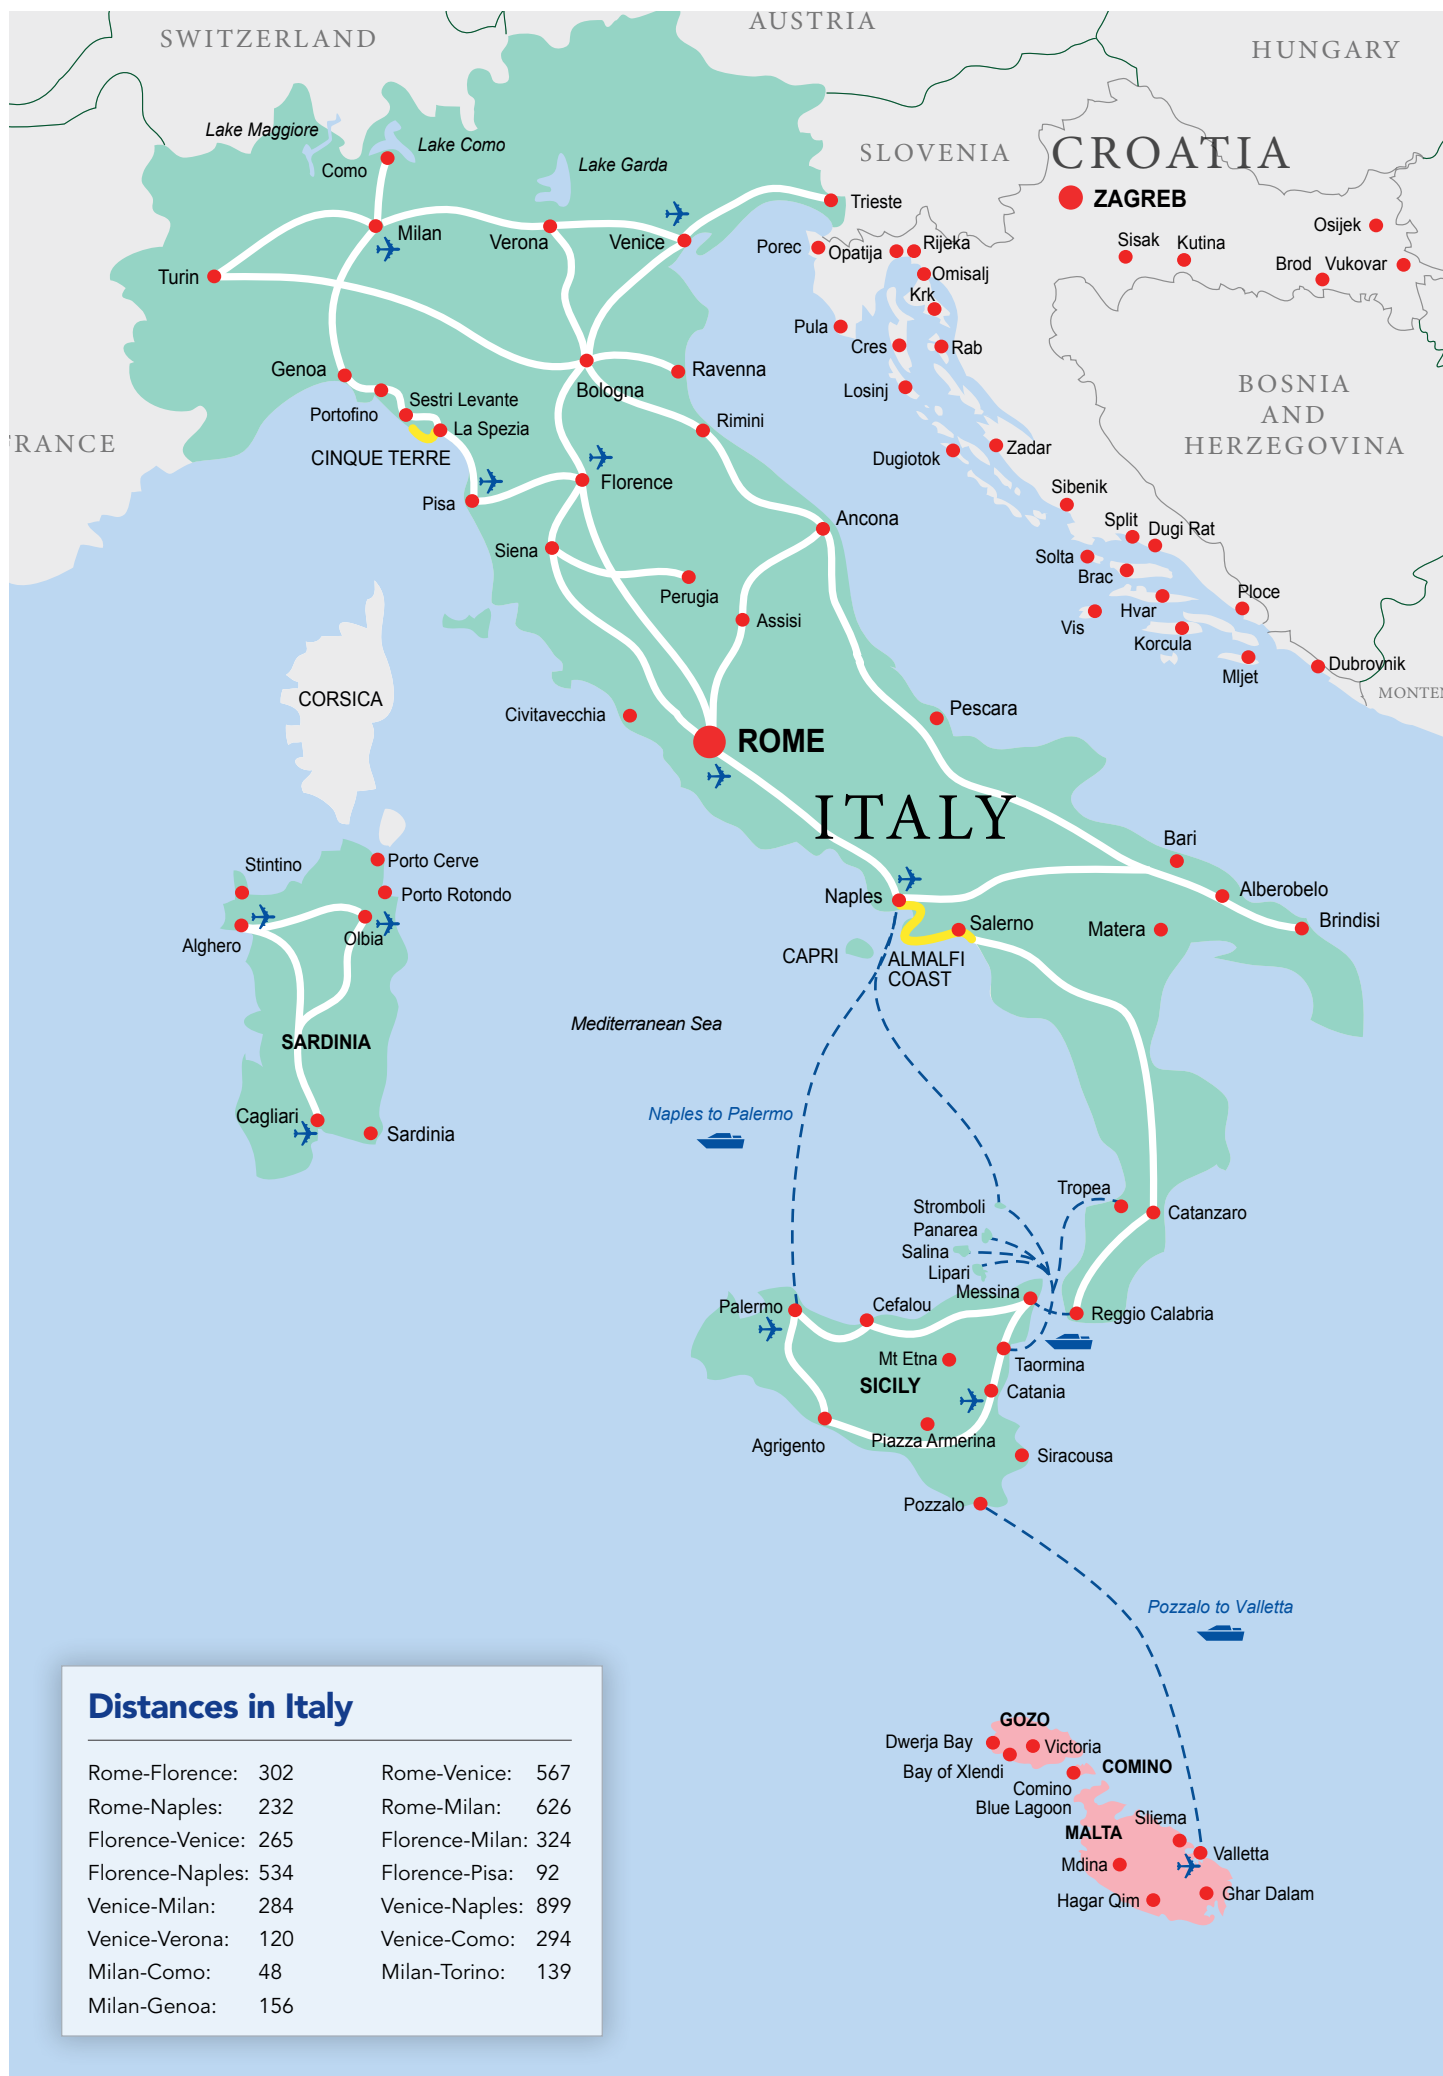 SWITZERLAND
AUSTRIA
HUNGARY
Lake Maggiore
Lake Como
Como
Lake Garda
SLOVENIA
CROATIA
ZAGREB
Trieste
Milan
Verona
Venice
Turin
Porec
Opatija
Rijeka
Omisalj
Krk
Sisak
Kutina
Osijek
Brod
Vukovar
Pula
Cres
Rab
Losinj
Genoa
Portofino
Sestri Levante
La Spezia
CINQUE TERRE
Bologna
Ravenna
Rimini
BOSNIA
AND
HERZEGOVINA
FRANCE
Dugiotok
Zadar
Pisa
Florence
Ancona
Sibenik
Split
Dugi Rat
Solta
Brac
Siena
Perugia
Assisi
Vis
Hvar
Korcula
Ploce
Mljet
Dubrovnik
MONTEN
CORSICA
Civitavecchia
ROME
Pescara
ITALY
Bari
Alberobelo
Brindisi
Matera
Naples
Salerno
CAPRI
ALMALFI
COAST
Stintino
Porto Cerve
Porto Rotondo
Alghero
Olbia
SARDINIA
Cagliari
Sardinia
Mediterranean Sea
Naples to Palermo
Tropea
Catanzaro
Stromboli
Panarea
Salina
Lipari
Messina
Reggio Calabria
Palermo
Cefalou
Mt Etna
SICILY
Taormina
Catania
Agrigento
Piazza Armerina
Siracousa
Pozzalo
Pozzalo to Valletta
GOZO
Dwerja Bay
Victoria
Bay of Xlendi
COMINO
Comino
Blue Lagoon
Sliema
MALTA
Valletta
Mdina
Hagar Qim
Ghar Dalam
Distances in Italy
Rome-Florence: 302
Rome-Naples: 232
Florence-Venice: 265
Florence-Naples: 534
Venice-Milan: 284
Venice-Verona: 120
Milan-Como: 48
Milan-Genoa: 156
Rome-Venice: 567
Rome-Milan: 626
Florence-Milan: 324
Florence-Pisa: 92
Venice-Naples: 899
Venice-Como: 294
Milan-Torino: 139